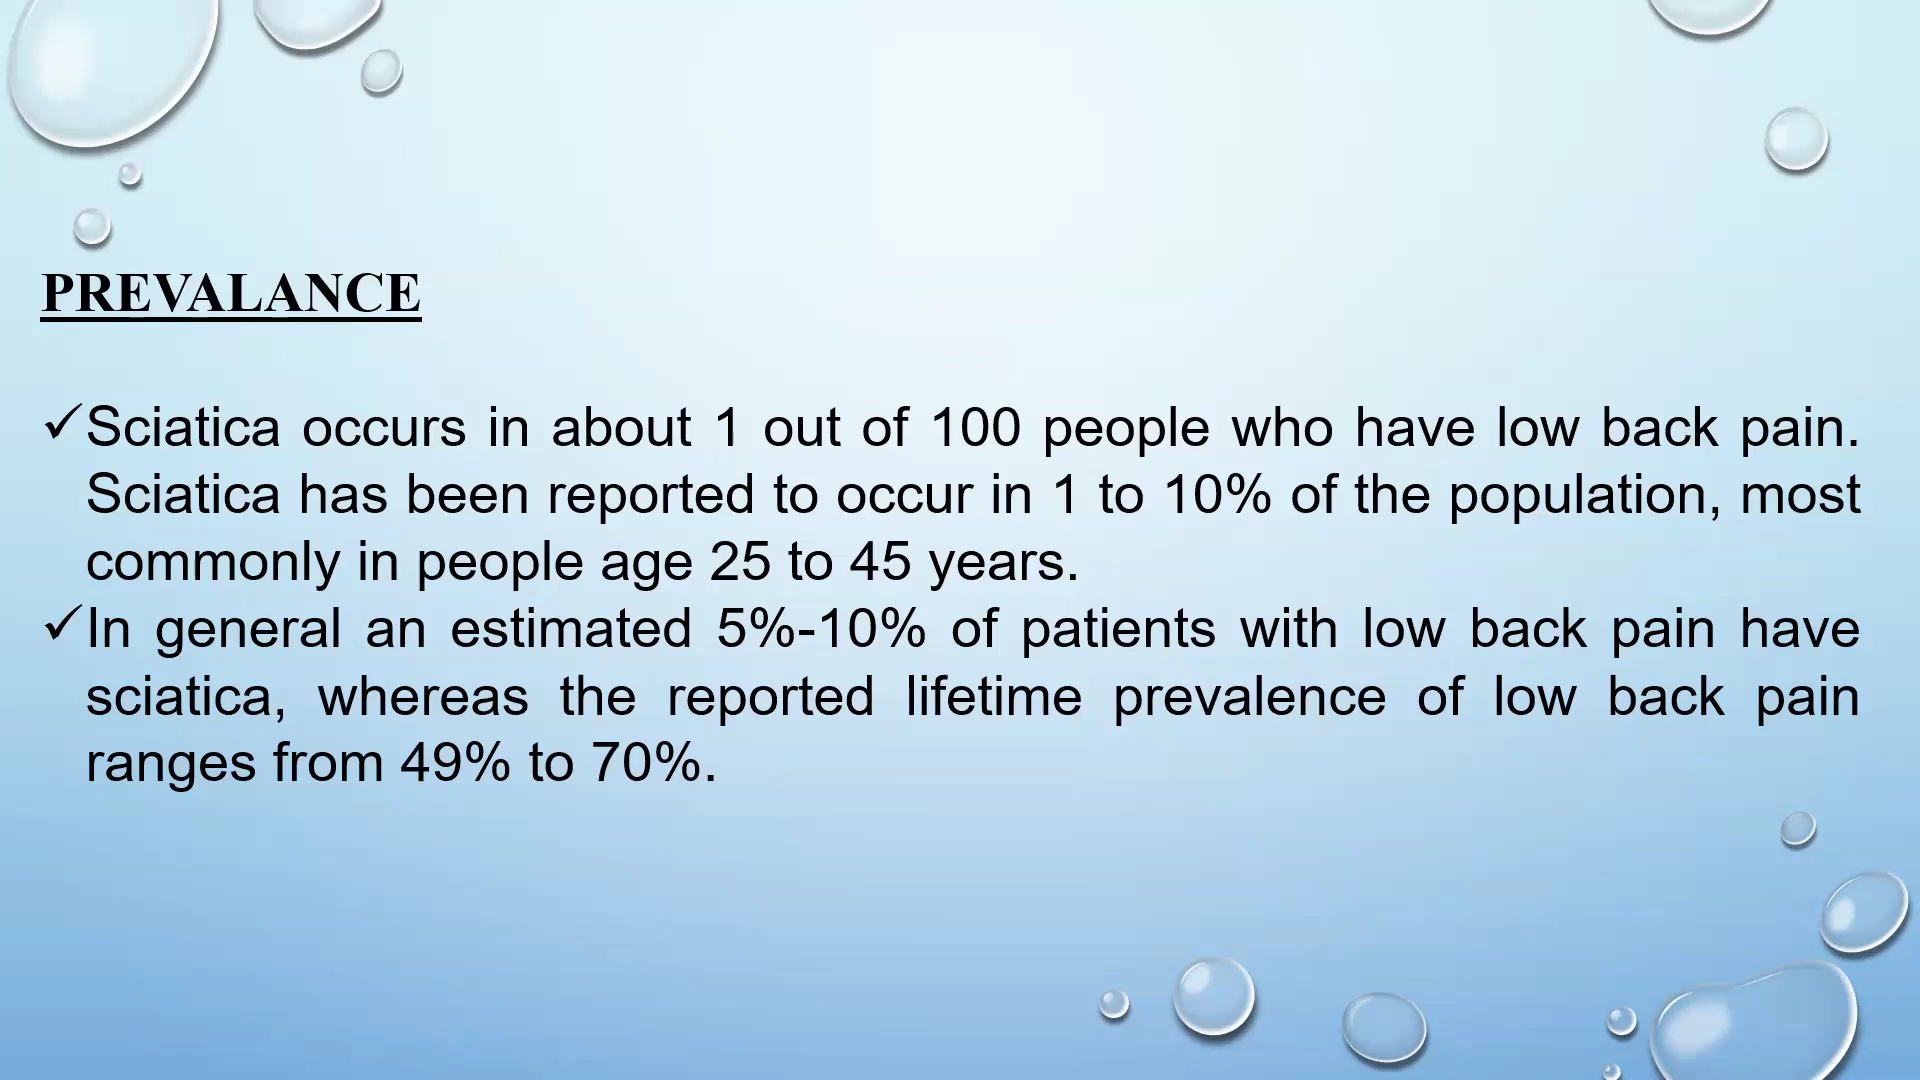 PREVALANCE
✓Sciatica occurs in about 1 out of 100 people who have low back pain.
Sciatica has been reported to occur in 1 to 10% of the population, most
commonly in people age 25 to 45 years.
✓In general an estimated 5%-10% of patients with low back pain have
sciatica, whereas the reported lifetime prevalence of low back pain
ranges from 49% to 70%.